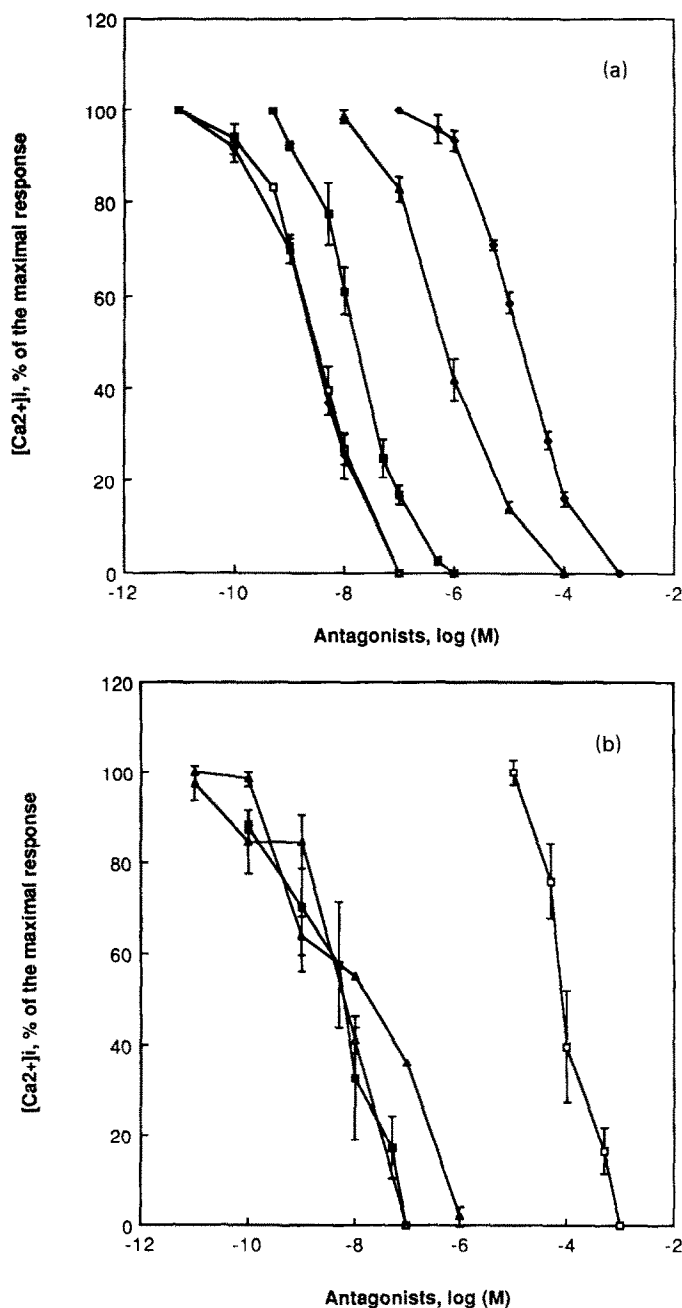 120
(a)
100
80
60
40
20
0
[Ca2+]i, % of the maximal response
-12 -10 -8 -6 -4 -2
Antagonists, log (M)
120
(b)
100
80
60
40
20
0
[Ca2+]i, % of the maximal response
-12 -10 -8 -6 -4 -2
Antagonists, log (M)